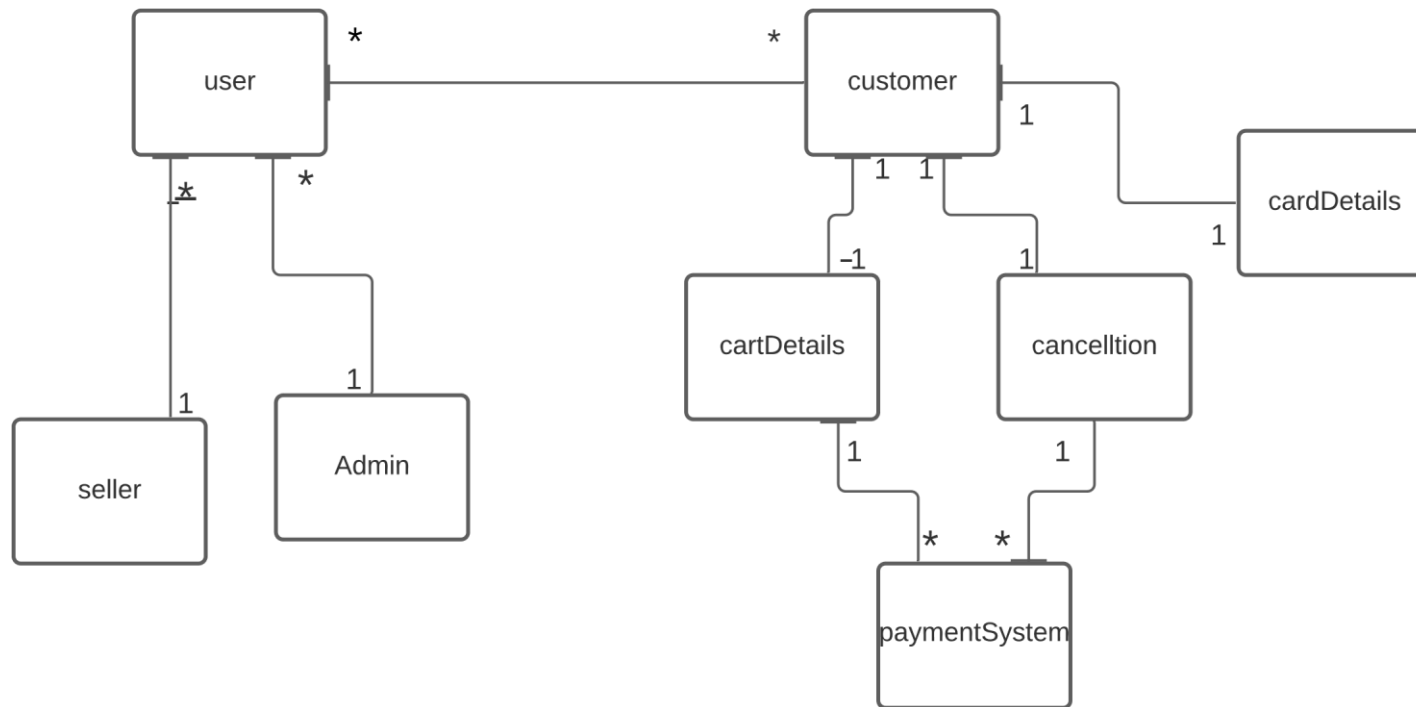 * *
user customer
1
* * 1 1
cardDetails
1
-1 1
cartDetails cancelltion
1 1
1 1
Admin
seller
* *
paymentSystem